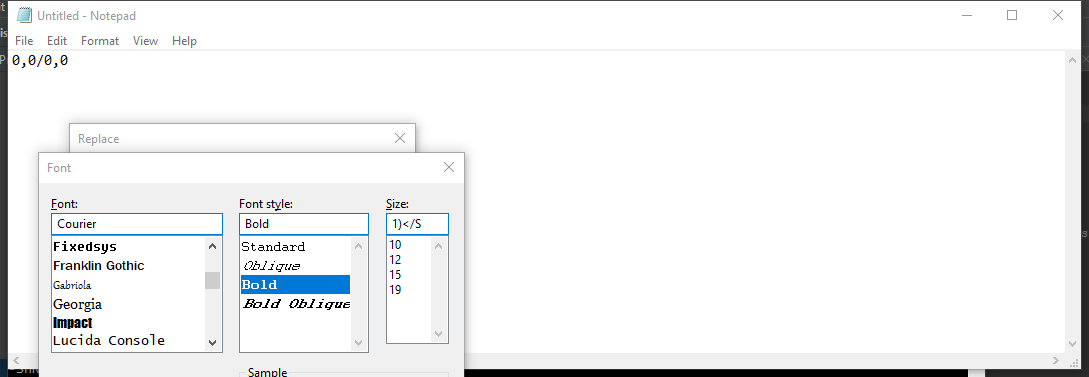 Untitled - Notepad
File Edit Format View Help
0,0/0,0
Replace
Font
Font: Font style: Size:
Courier Bold 1)</S
Fixedsys Standard 10
Franklin Gothic Oblique 12
Gabriola Bold 15
Georgia Bold Oblique 19
Impact
Lucida Console
Sample